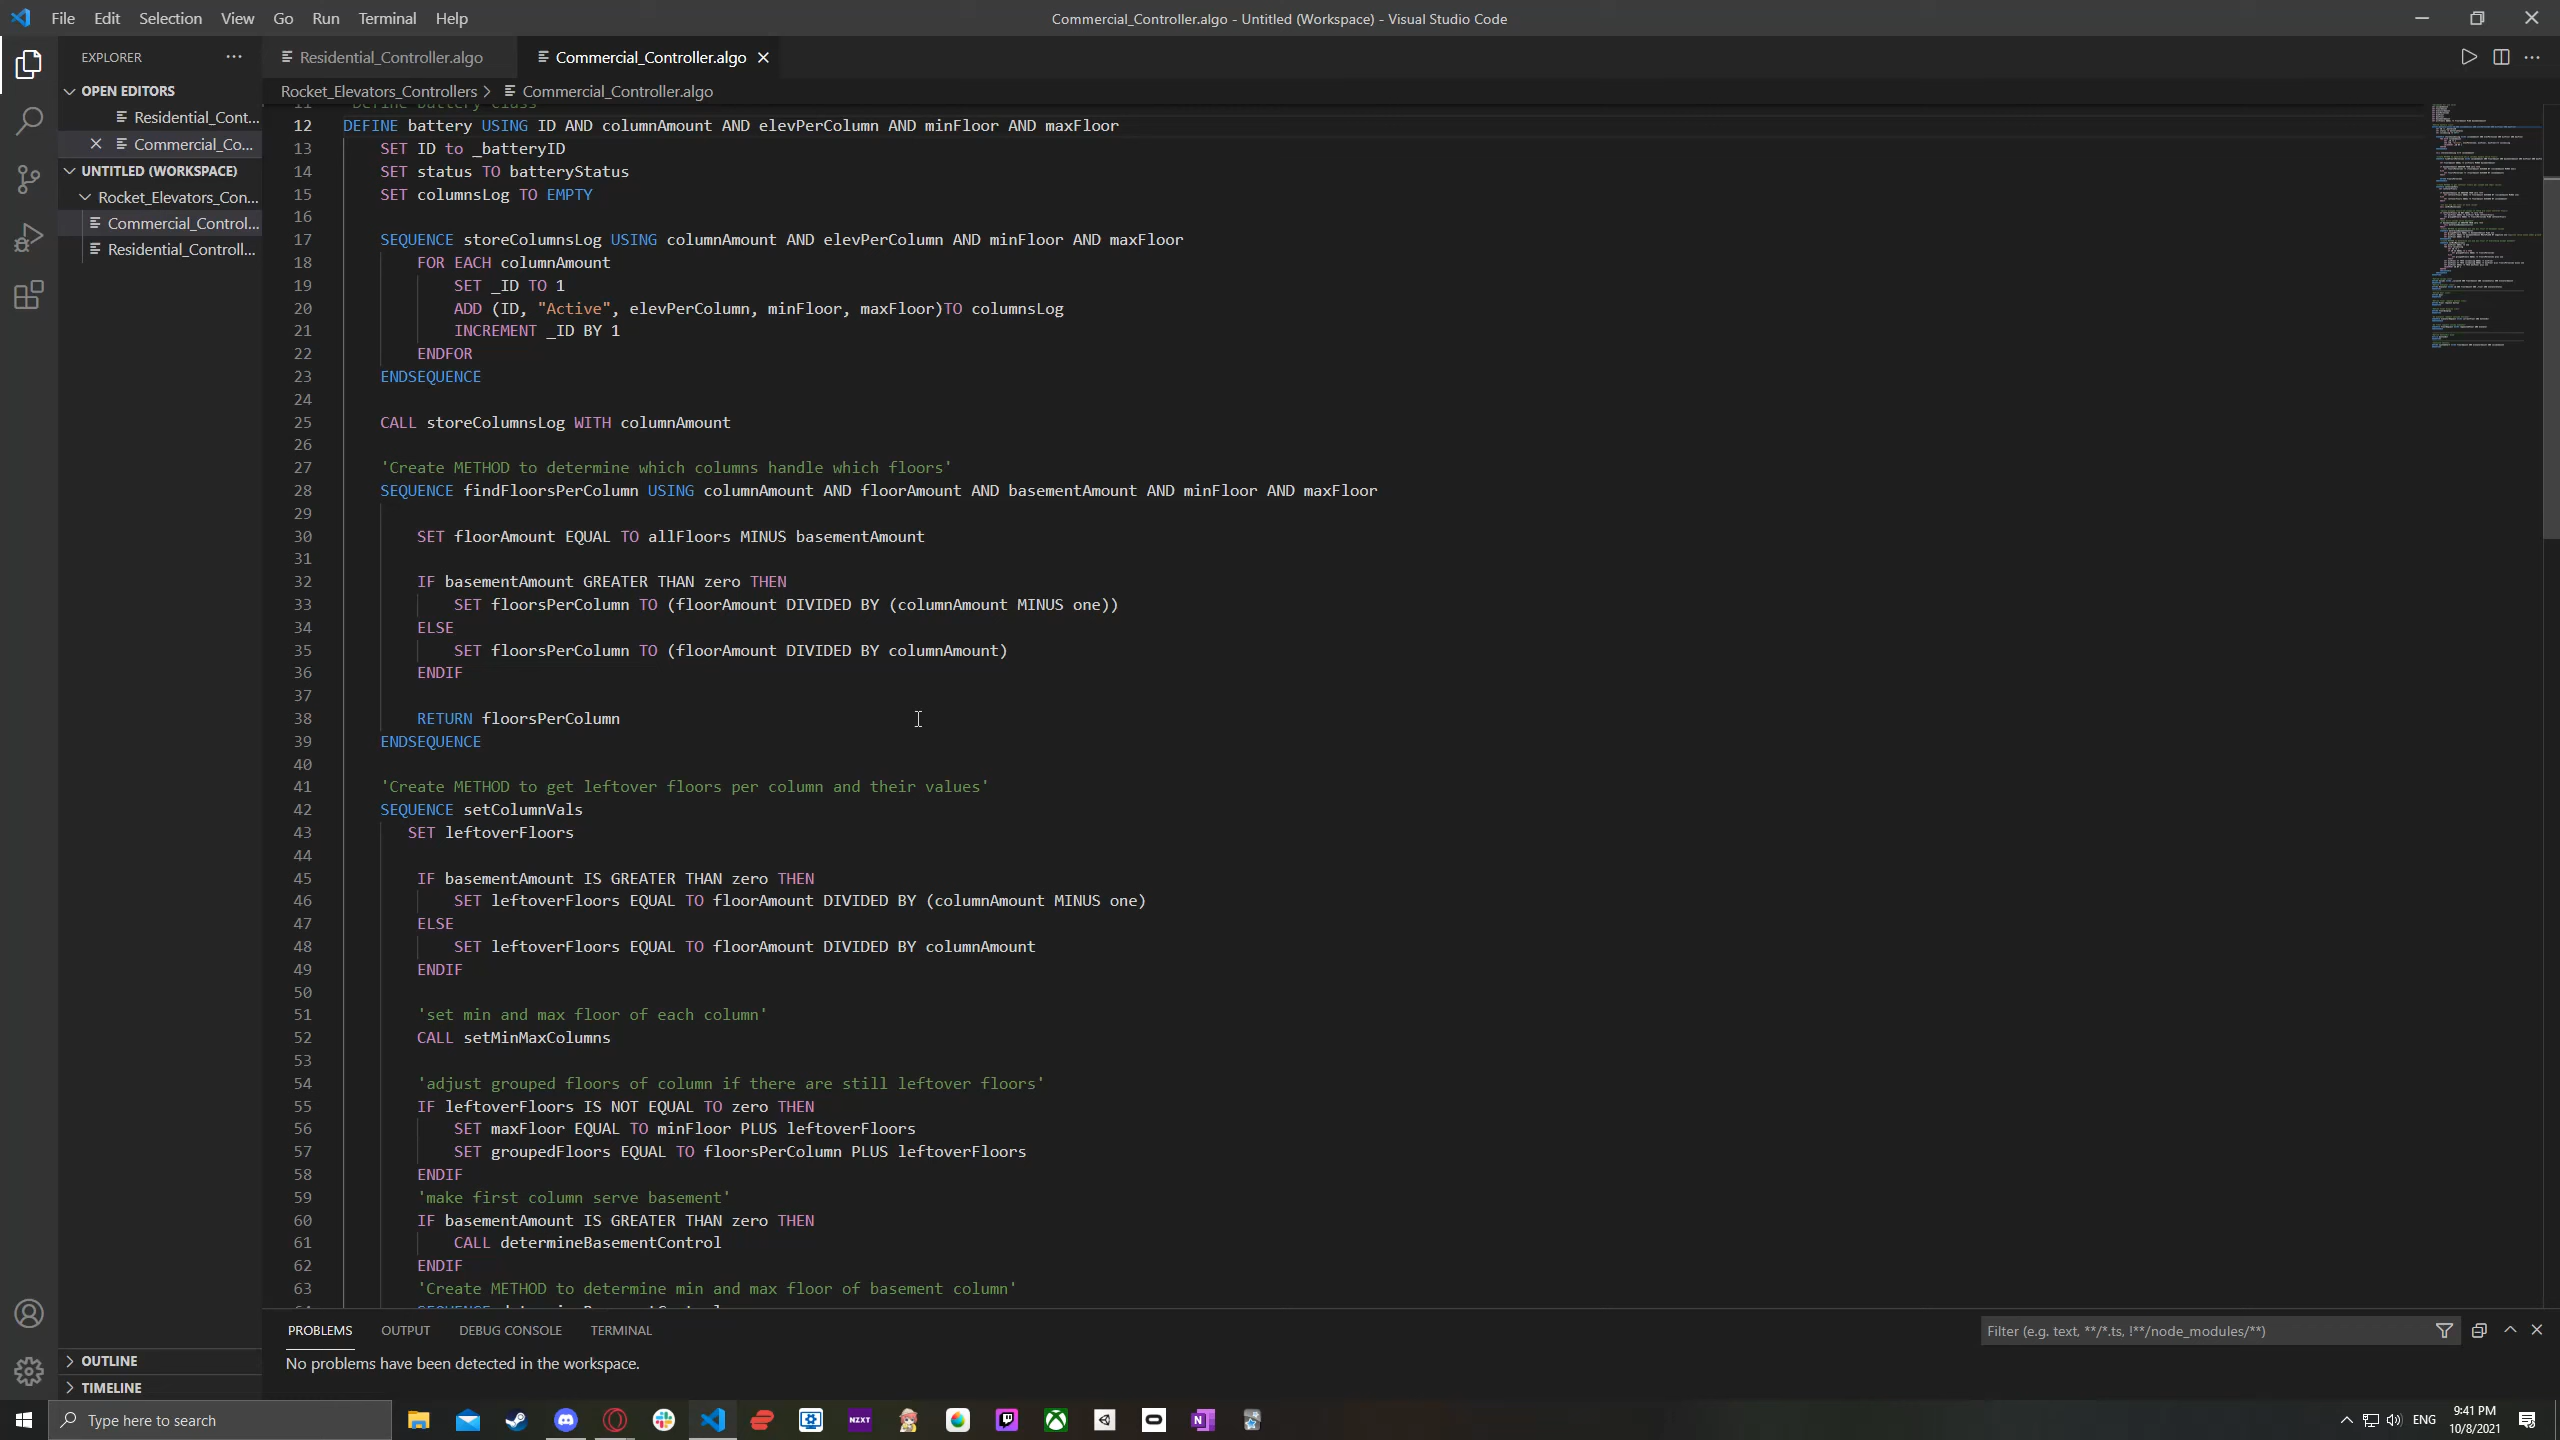 File Edit Selection View Go Run Terminal Help
Commercial_Controller.algo - Untitled (Workspace) - Visual Studio Code
EXPLORER
Residential_Controller.algo
Commercial_Controller.algo
OPEN EDITORS
Residential_Cont...
Commercial_Co...
UNTITLED (WORKSPACE)
Rocket_Elevators_Con...
Commercial_Control...
Residential_Controll...
OUTLINE
TIMELINE
Rocket_Elevators_Controllers > Commercial_Controller.algo
11 'Define battery class'
12 DEFINE battery USING ID AND columnAmount AND elevPerColumn AND minFloor AND maxFloor
13 SET ID to _batteryID
14 SET status TO batteryStatus
15 SET columnsLog TO EMPTY
16
17 SEQUENCE storeColumnsLog USING columnAmount AND elevPerColumn AND minFloor AND maxFloor
18 FOR EACH columnAmount
19 SET _ID TO 1
20 ADD (ID, "Active", elevPerColumn, minFloor, maxFloor)TO columnsLog
21 INCREMENT _ID BY 1
22 ENDFOR
23 ENDSEQUENCE
24
25 CALL storeColumnsLog WITH columnAmount
26
27 'Create METHOD to determine which columns handle which floors'
28 SEQUENCE findFloorsPerColumn USING columnAmount AND floorAmount AND basementAmount AND minFloor AND maxFloor
29
30 SET floorAmount EQUAL TO allFloors MINUS basementAmount
31
32 IF basementAmount GREATER THAN zero THEN
33 SET floorsPerColumn TO (floorAmount DIVIDED BY (columnAmount MINUS one))
34 ELSE
35 SET floorsPerColumn TO (floorAmount DIVIDED BY columnAmount)
36 ENDIF
37
38 RETURN floorsPerColumn
39 ENDSEQUENCE
40
41 'Create METHOD to get leftover floors per column and their values'
42 SEQUENCE setColumnVals
43 SET leftoverFloors
44
45 IF basementAmount IS GREATER THAN zero THEN
46 SET leftoverFloors EQUAL TO floorAmount DIVIDED BY (columnAmount MINUS one)
47 ELSE
48 SET leftoverFloors EQUAL TO floorAmount DIVIDED BY columnAmount
49 ENDIF
50
51 'set min and max floor of each column'
52 CALL setMinMaxColumns
53
54 'adjust grouped floors of column if there are still leftover floors'
55 IF leftoverFloors IS NOT EQUAL TO zero THEN
56 SET maxFloor EQUAL TO minFloor PLUS leftoverFloors
57 SET groupedFloors EQUAL TO floorsPerColumn PLUS leftoverFloors
58 ENDIF
59 'make first column serve basement'
60 IF basementAmount IS GREATER THAN zero THEN
61 CALL determineBasementControl
62 ENDIF
63 'Create METHOD to determine min and max floor of basement column'
PROBLEMS OUTPUT DEBUG CONSOLE TERMINAL
Filter (e.g. text, **/*.ts, !**/node_modules/**)
No problems have been detected in the workspace.
Type here to search
NZXT
ENG
9:41 PM
10/8/2021